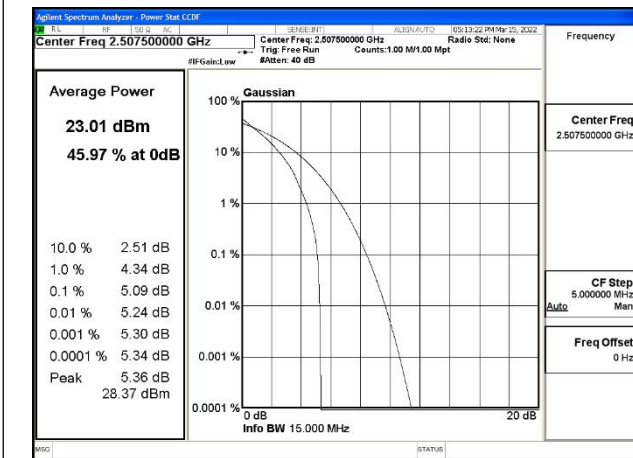 Agilent Spectrum Analyzer - Power Stat CCDF
RL RF 50 Ω AC SENSE:INT ALIGNAUTO 05:13:22 PM Mar 15, 2022
Center Freq 2.507500000 GHz
Center Freq: 2.507500000 GHz Radio Std: None
Trig: Free Run Counts:1.00 M/1.00 Mpt
#IFGain:Low #Atten: 40 dB
Frequency
Average Power
23.01 dBm
45.97 % at 0dB
10.0 % 2.51 dB
1.0 % 4.34 dB
0.1 % 5.09 dB
0.01 % 5.24 dB
0.001 % 5.30 dB
0.0001 % 5.34 dB
Peak 5.36 dB
28.37 dBm
Gaussian
100 %
10 %
1 %
0.1 %
0.01 %
0.001 %
0.0001 %
0 dB 20 dB
Info BW 15.000 MHz
Center Freq
2.507500000 GHz
CF Step
5.000000 MHz
Auto Man
Freq Offset
0 Hz
MSG STATUS